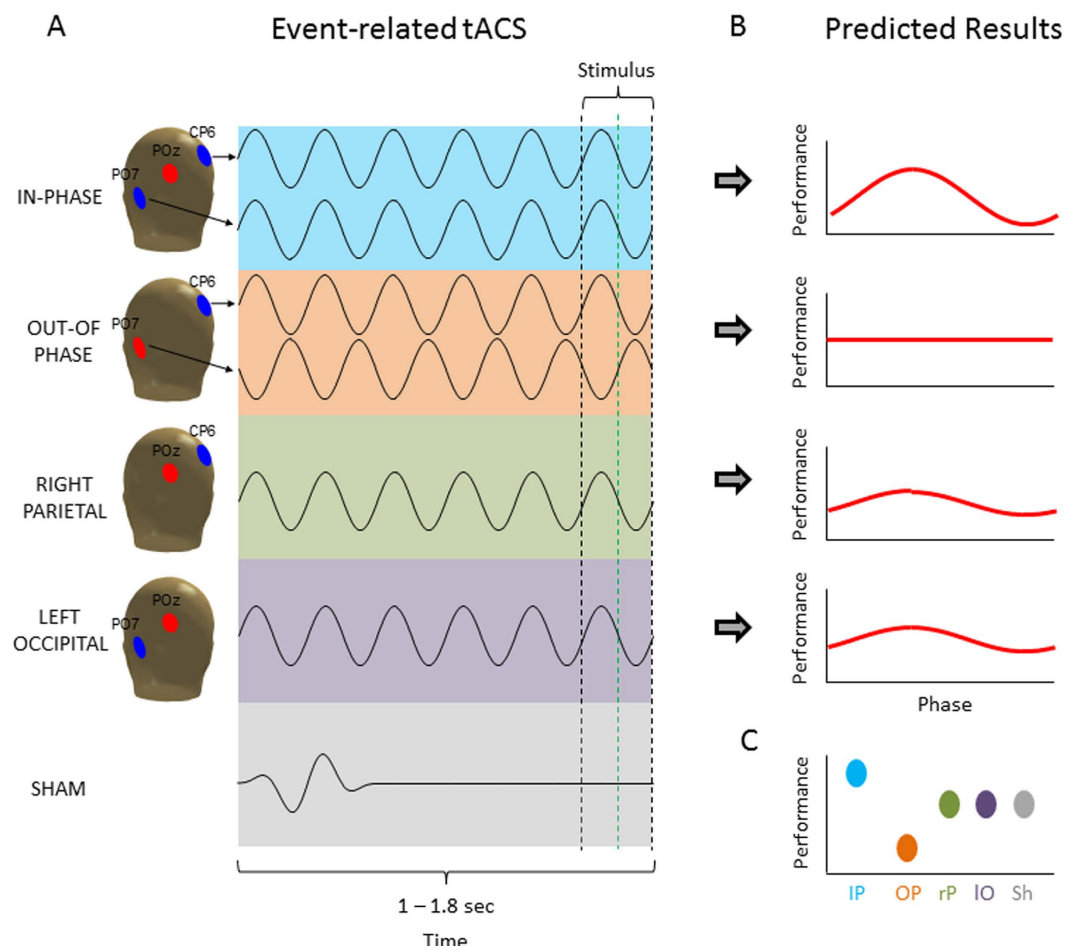 A
Event-related tACS
B
Predicted Results
Stimulus
CP6
POz
PO7
IN-PHASE
Performance
CP6
PO7
OUT-OF
PHASE
Performance
CP6
POz
RIGHT
PARIETAL
Performance
POz
PO7
LEFT
OCCIPITAL
Performance
Phase
SHAM
C
Performance
IP OP rP lO Sh
1 – 1.8 sec
Time